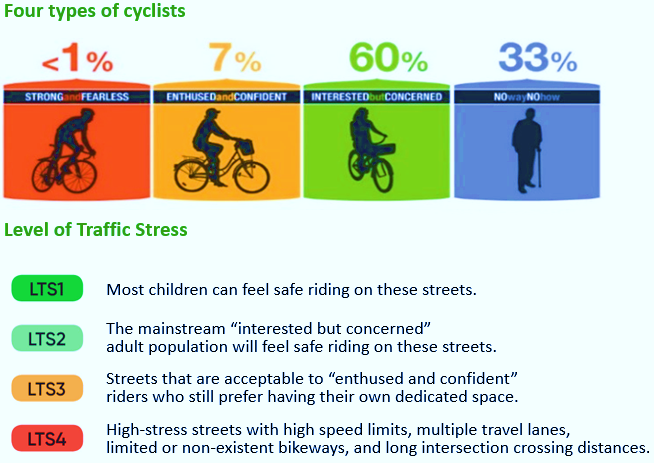 Four types of cyclists
<1% 7% 60% 33%
STRONGandFEARLESS ENTHUSEDandCONFIDENT INTERESTEDbutCONCERNED NOwayNOhow
Level of Traffic Stress
LTS1 Most children can feel safe riding on these streets.
LTS2 The mainstream “interested but concerned”
adult population will feel safe riding on these streets.
LTS3 Streets that are acceptable to “enthused and confident”
riders who still prefer having their own dedicated space.
LTS4 High-stress streets with high speed limits, multiple travel lanes,
limited or non-existent bikeways, and long intersection crossing distances.